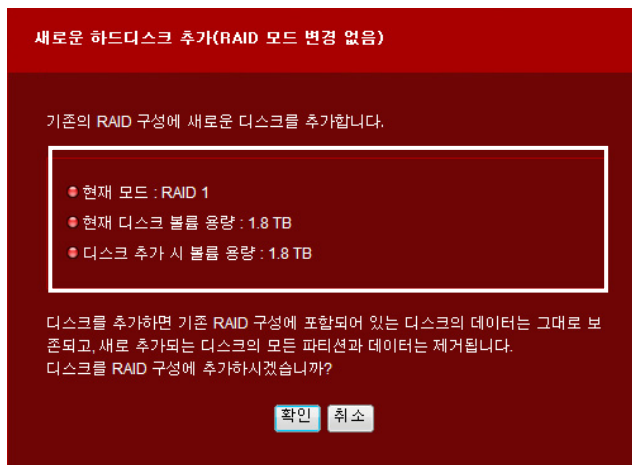 새로운 하드디스크 추가(RAID 모드 변경 없음)
기존의 RAID 구성에 새로운 디스크를 추가합니다.
현재 모드 : RAID 1
현재 디스크 볼륨 용량 : 1.8 TB
디스크 추가 시 볼륨 용량 : 1.8 TB
디스크를 추가하면 기존 RAID 구성에 포함되어 있는 디스크의 데이터는 그대로 보
존되고, 새로 추가되는 디스크의 모든 파티션과 데이터는 제거됩니다.
디스크를 RAID 구성에 추가하시겠습니까?
확인 취소